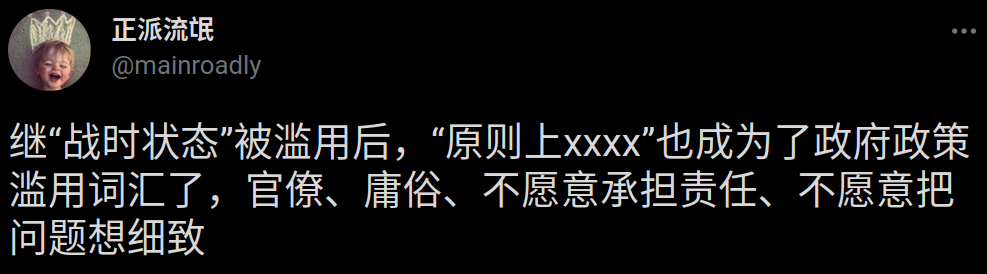 正派流氓
@mainroadly
继“战时状态”被滥用后，“原则上xxxx”也成为了政府政策
滥用词汇了，官僚、庸俗、不愿意承担责任、不愿意把
问题想细致